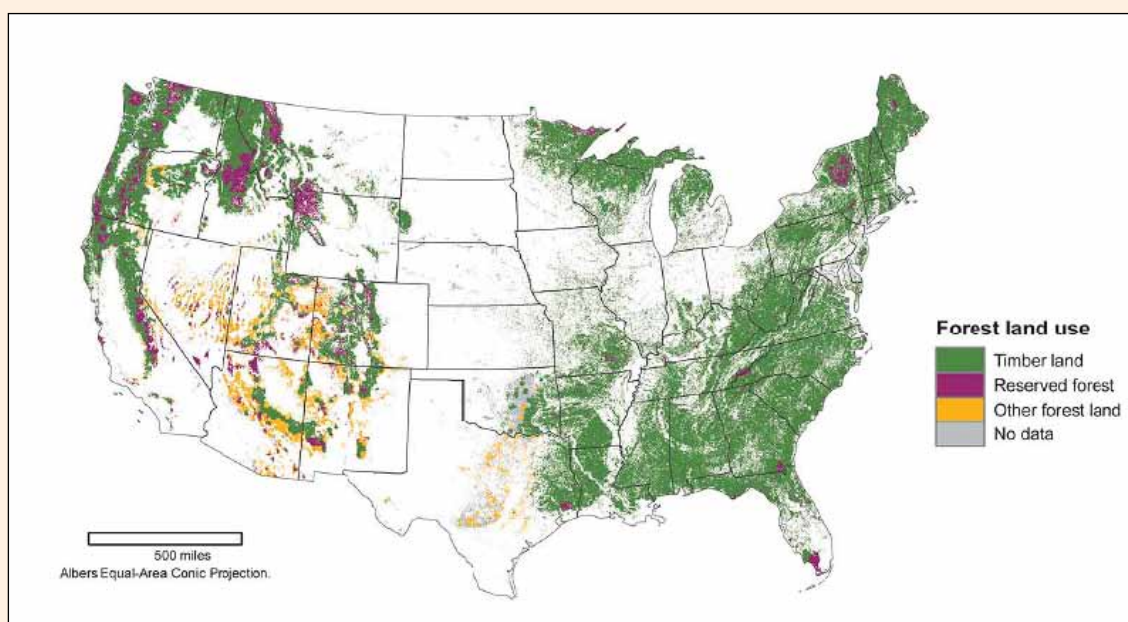 Forest land use
Timber land
Reserved forest
Other forest land
No data
500 miles
Albers Equal-Area Conic Projection.